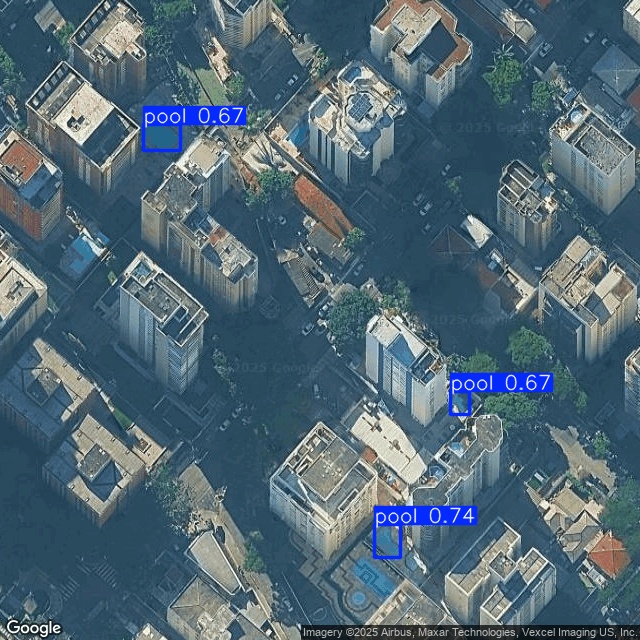 pool 0.67
pool 0.67
pool 0.74
Google
Imagery ©2025 Airbus, Maxar Technologies, Vexcel Imaging US, Inc.